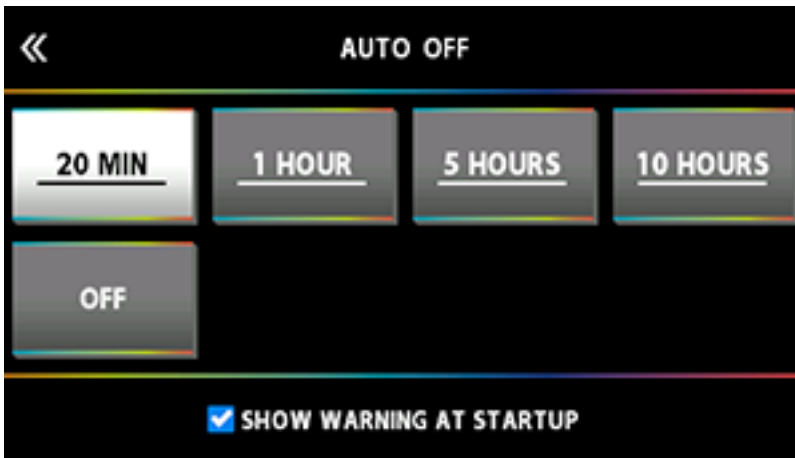 AUTO OFF
20 MIN
1 HOUR
5 HOURS
10 HOURS
OFF
SHOW WARNING AT STARTUP